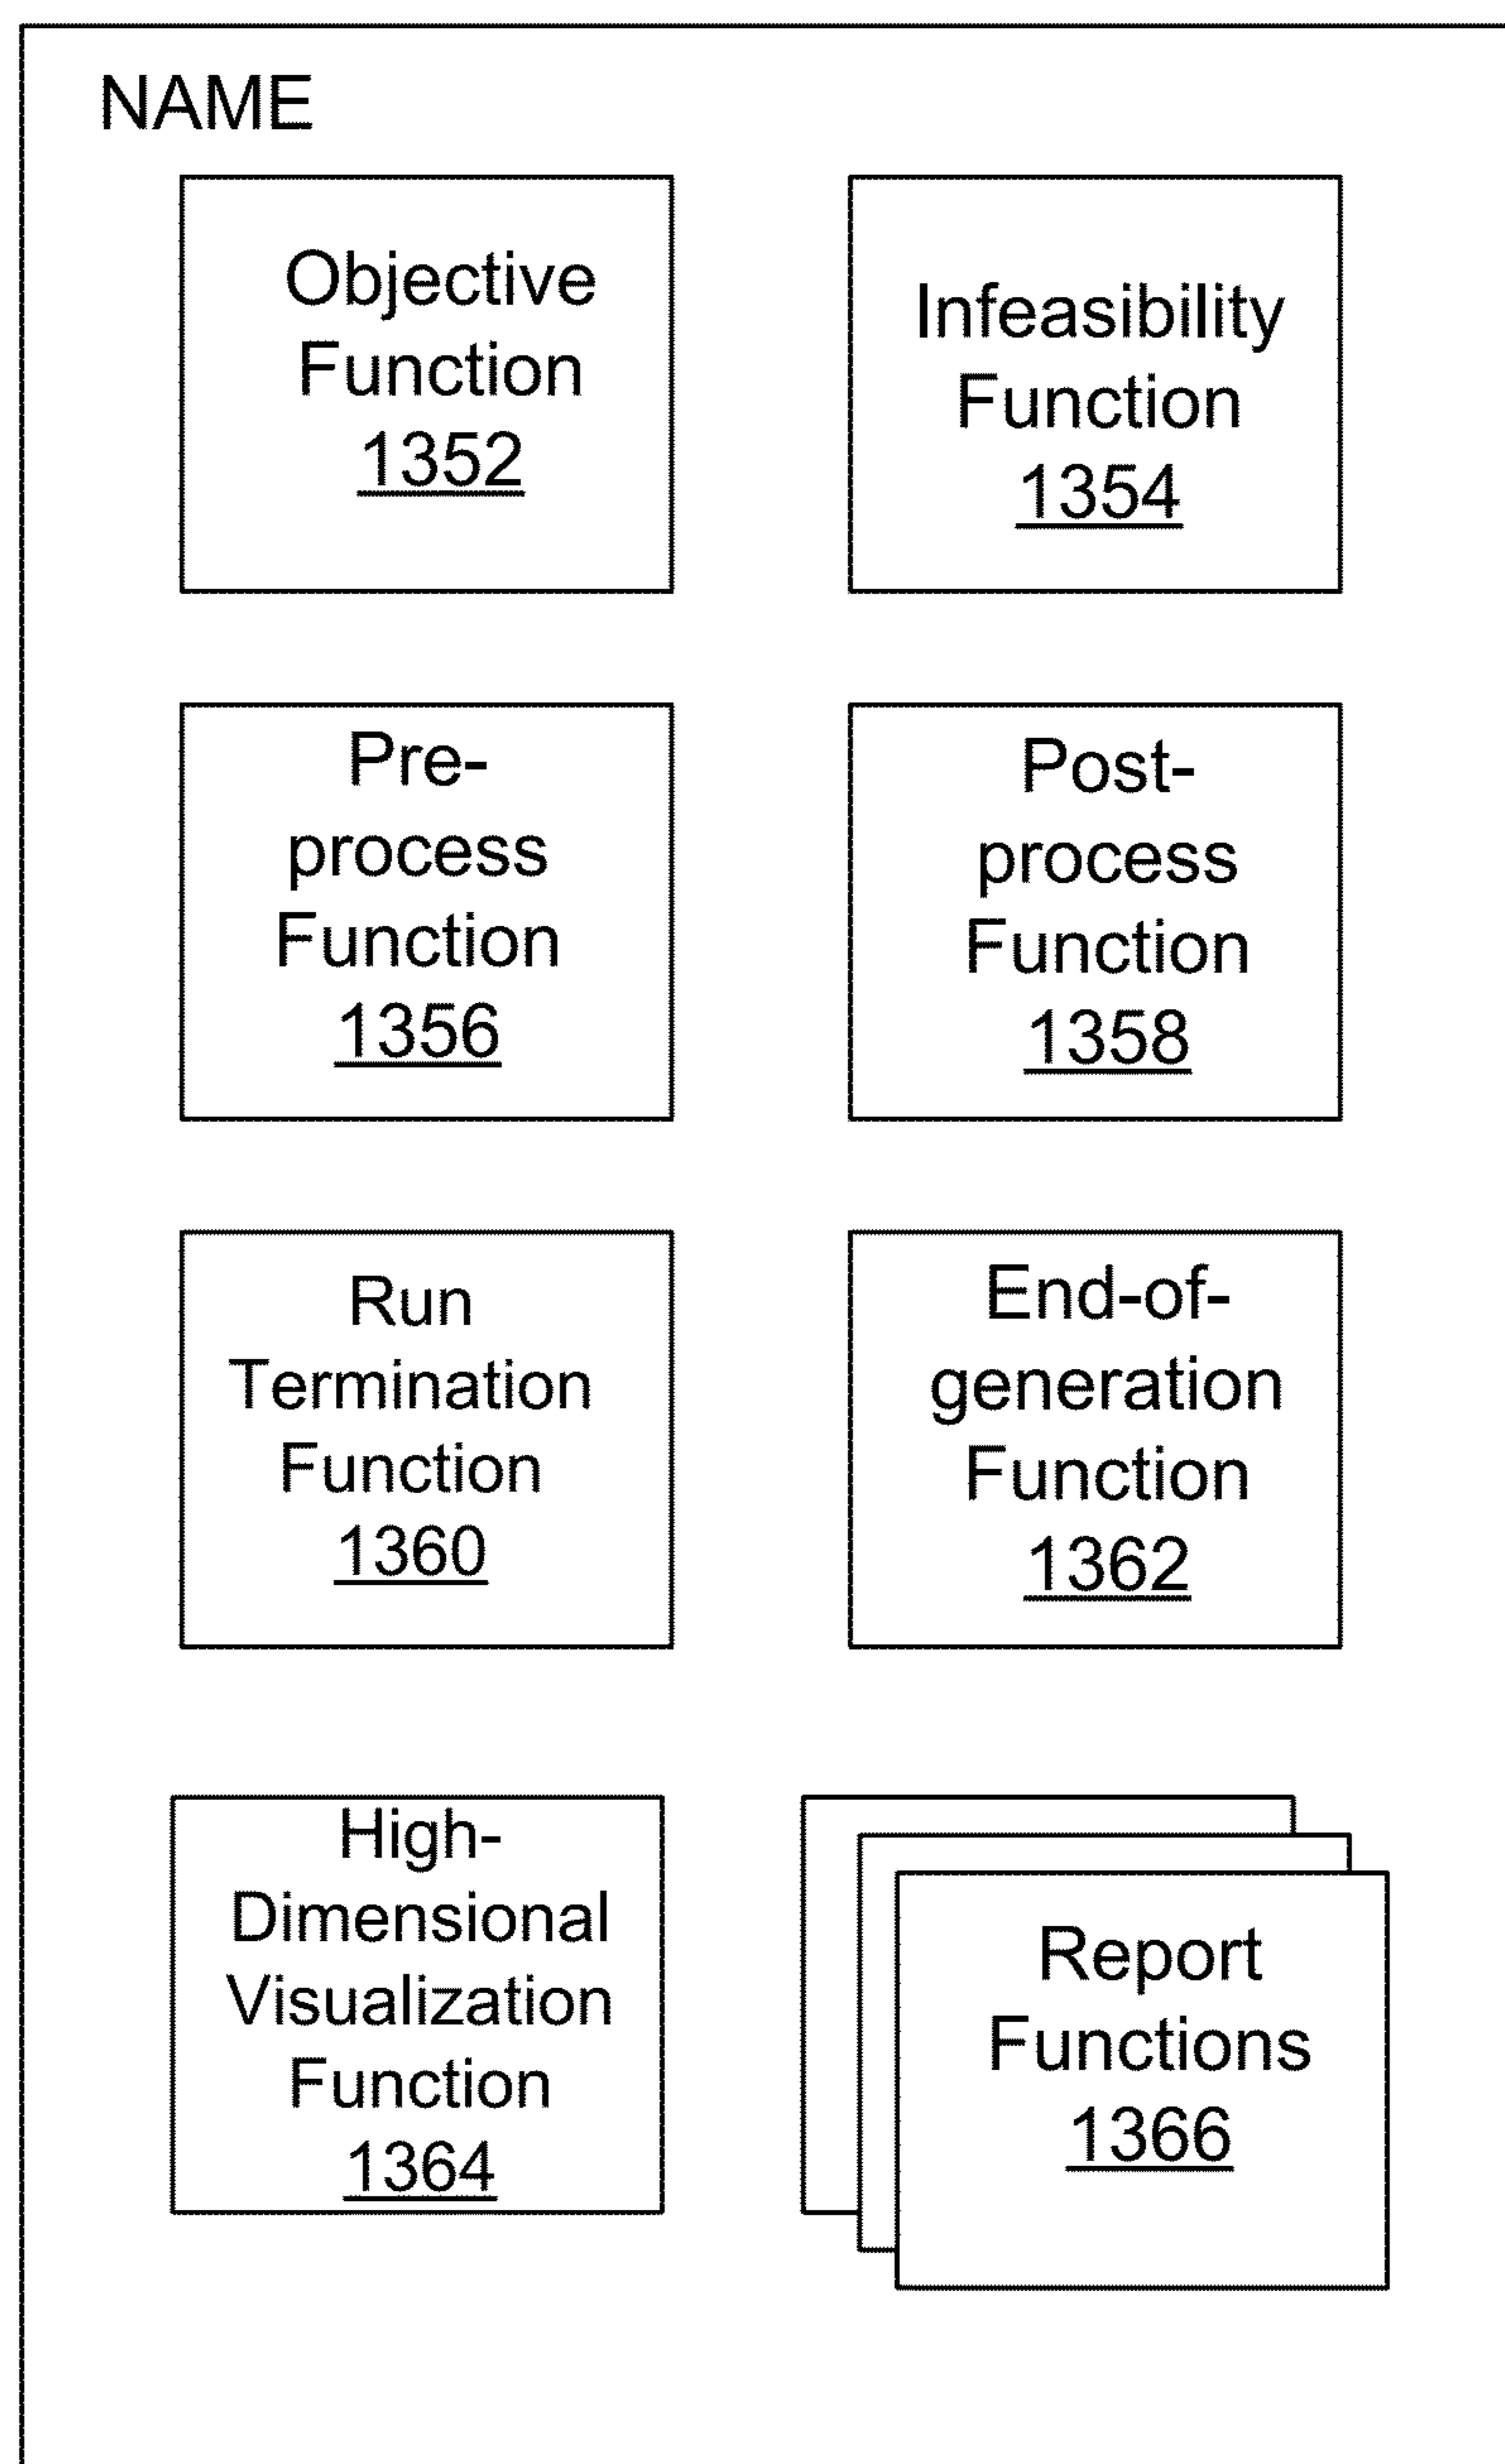 NAME
Objective
Function
1352
Infeasibility
Function
1354
Pre-
process
Function
1356
Post-
process
Function
1358
Run
Termination
Function
1360
End-of-
generation
Function
1362
High-
Dimensional
Visualization
Function
1364
Report
Functions
1366